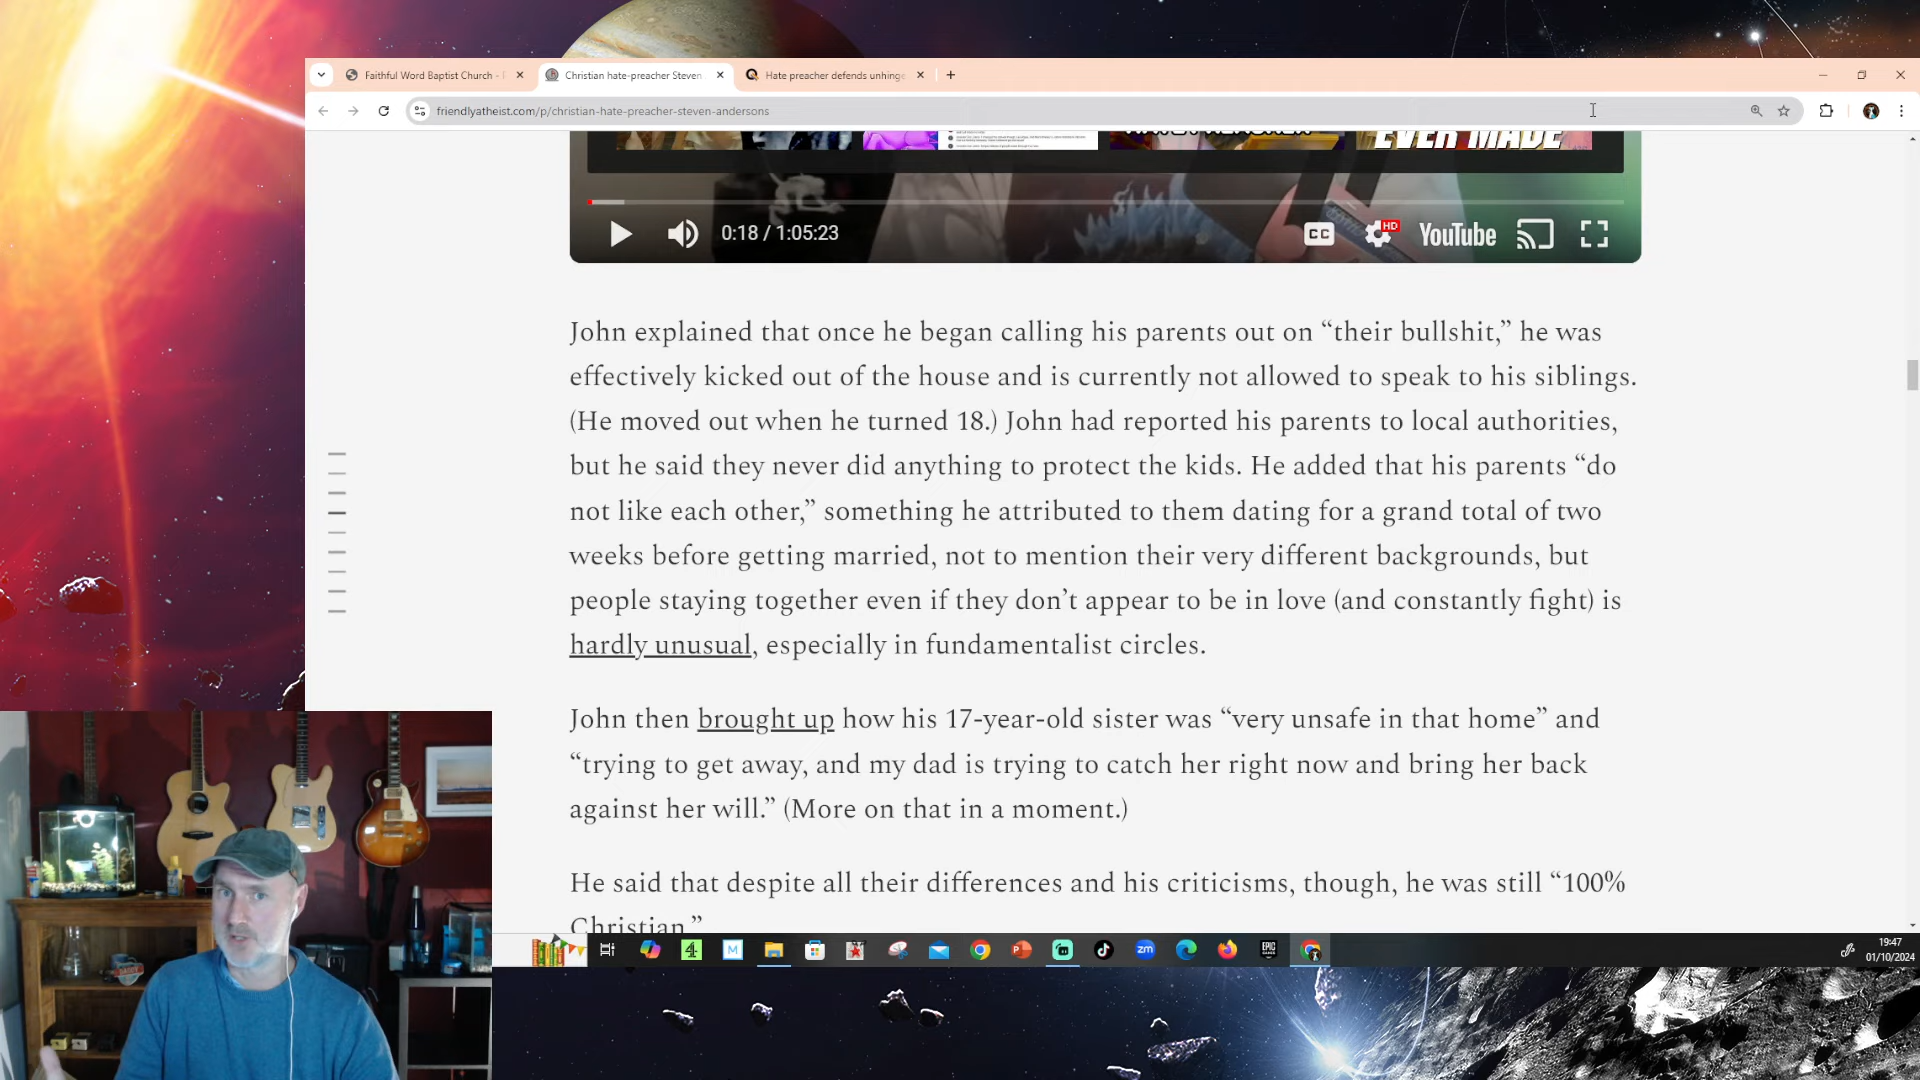 Faithful Word Baptist Church -
Christian hate-preacher Steven
Hate preacher defends unhinge
friendlyatheist.com/p/christian-hate-preacher-steven-andersons
EVER MADE
0:18 / 1:05:23
CC
HD
YouTube
John explained that once he began calling his parents out on “their bullshit,” he was
effectively kicked out of the house and is currently not allowed to speak to his siblings.
(He moved out when he turned 18.) John had reported his parents to local authorities,
but he said they never did anything to protect the kids. He added that his parents “do
not like each other,” something he attributed to them dating for a grand total of two
weeks before getting married, not to mention their very different backgrounds, but
people staying together even if they don’t appear to be in love (and constantly fight) is
hardly unusual, especially in fundamentalist circles.
John then brought up how his 17-year-old sister was “very unsafe in that home” and
“trying to get away, and my dad is trying to catch her right now and bring her back
against her will.” (More on that in a moment.)
He said that despite all their differences and his criticisms, though, he was still “100%
Christian.”
4
M
zm
EPIC
GAMES
19:47
01/10/2024